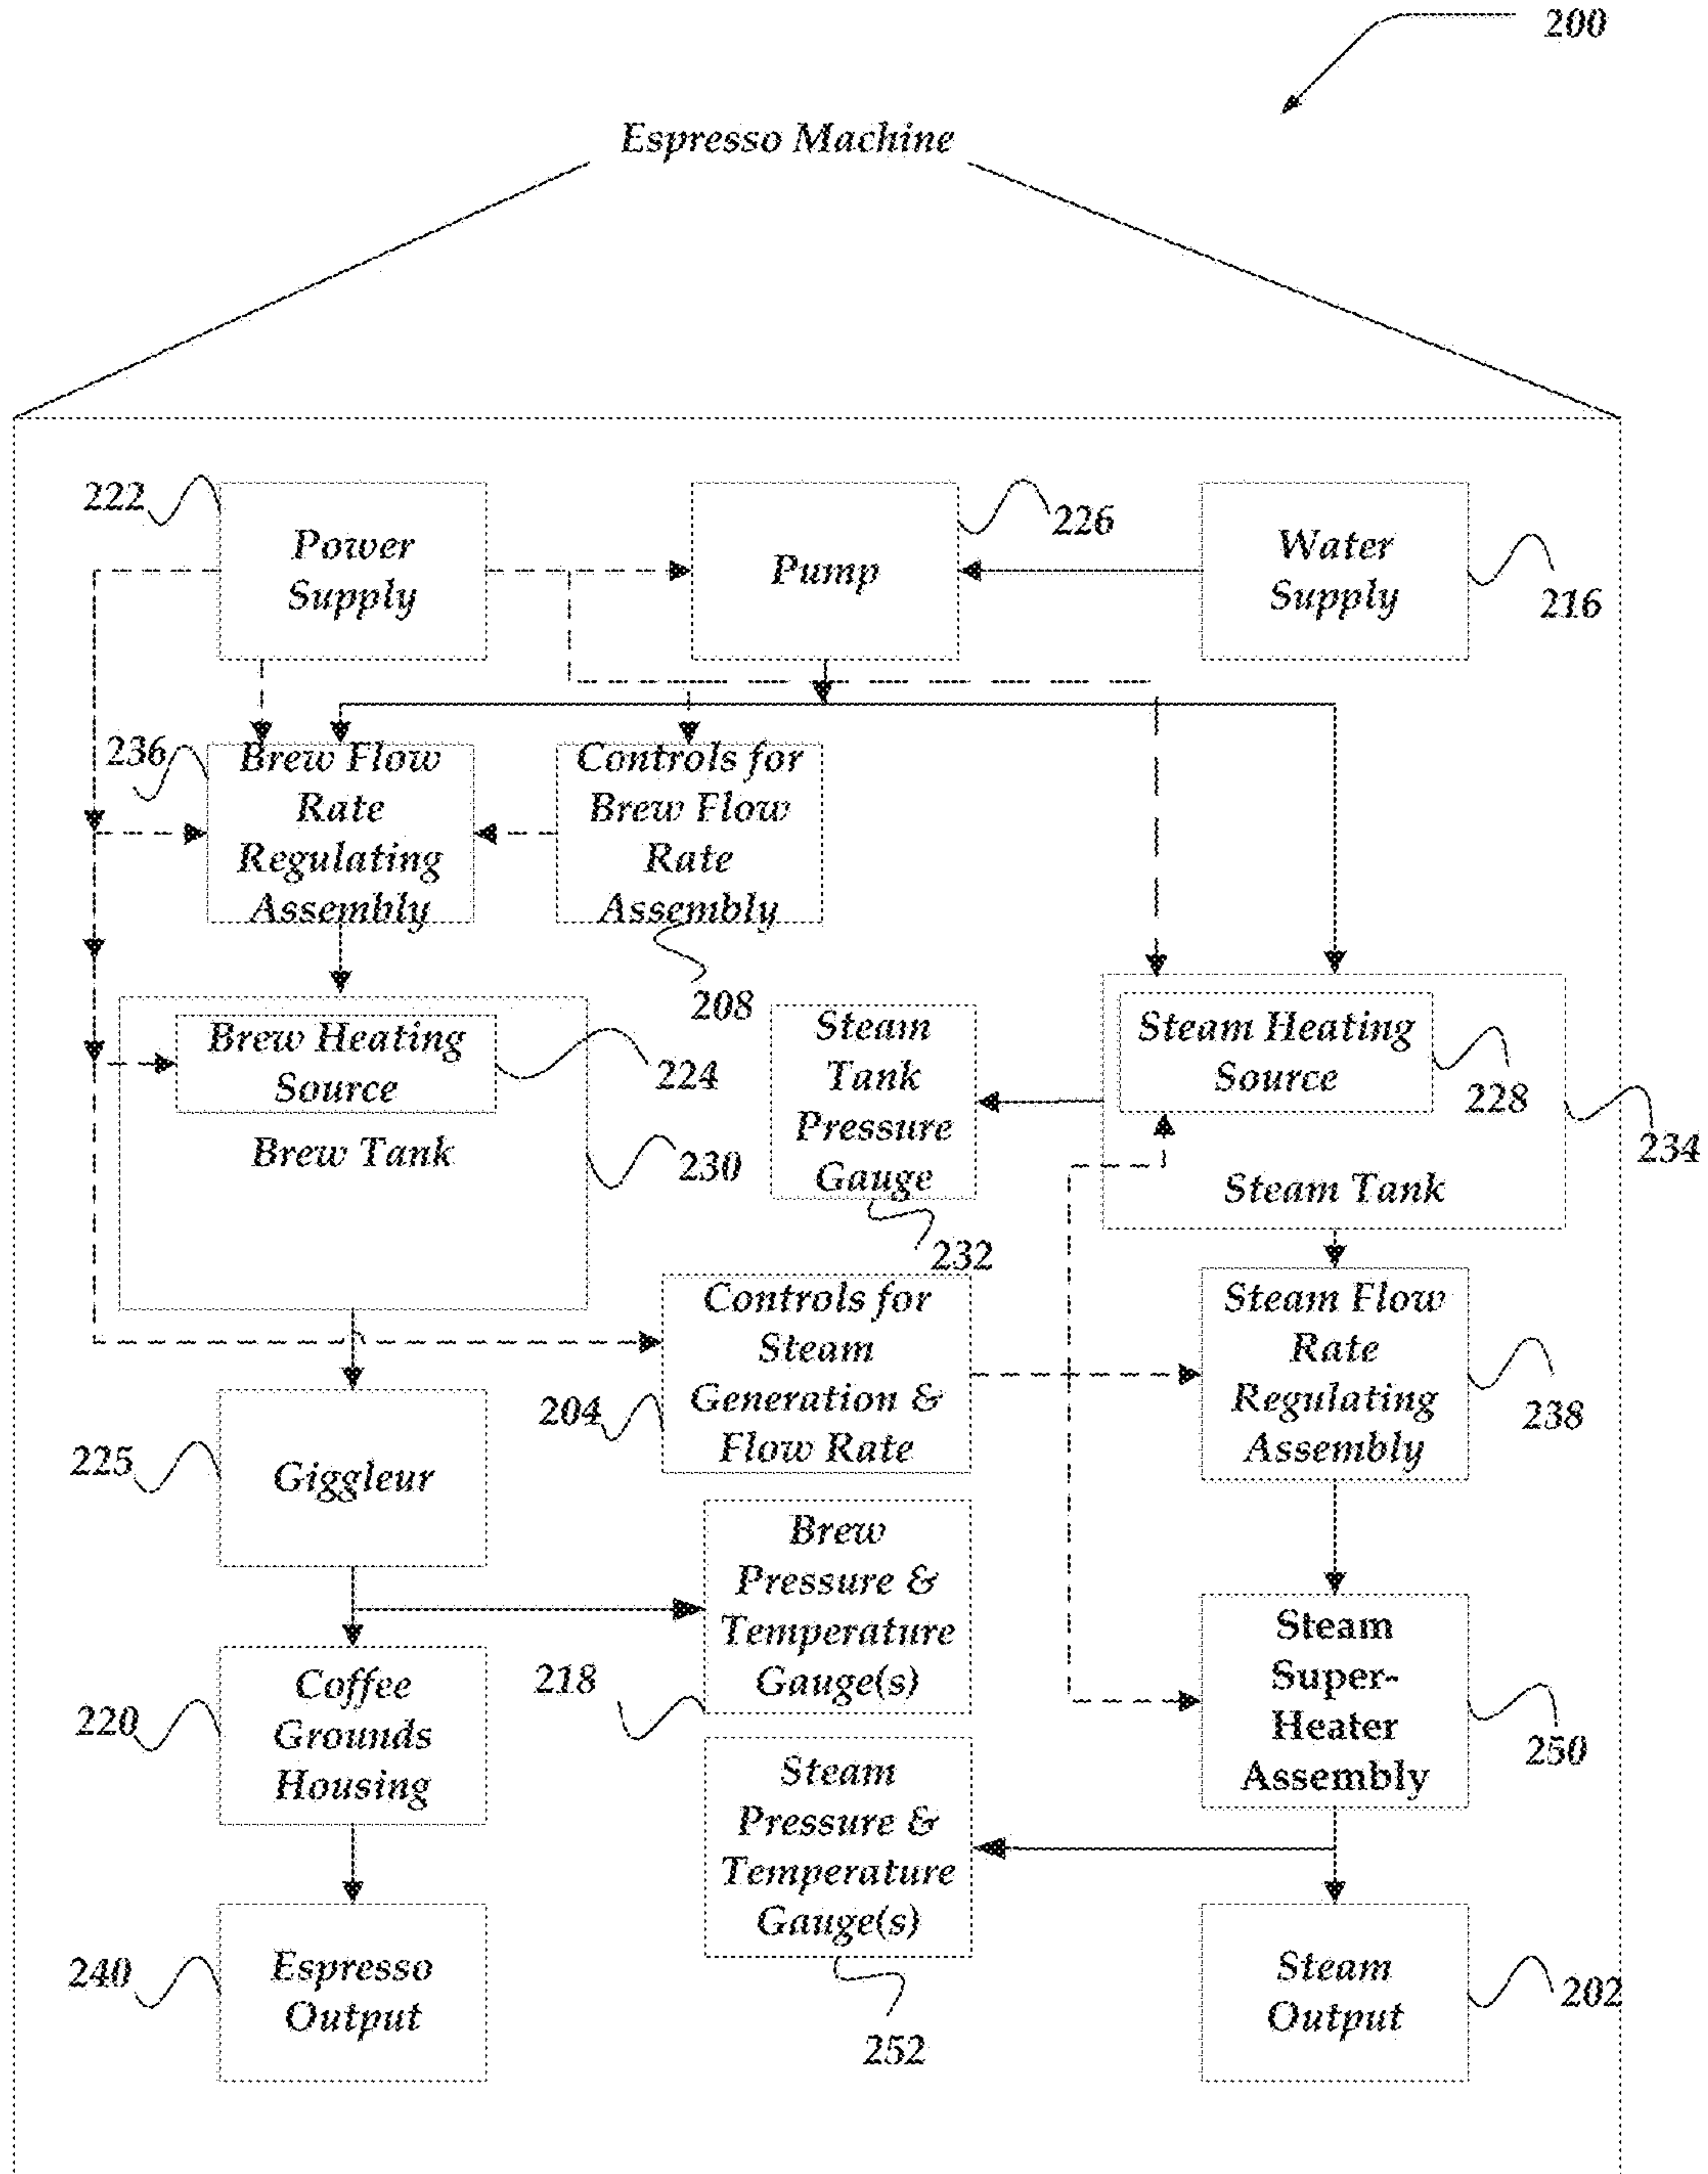 200
Espresso Machine
222
Power
Supply
Pump
226
Water
Supply
216
236
Brew Flow
Rate
Regulating
Assembly
Controls for
Brew Flow
Rate
Assembly
208
Brew Heating
Source
224
Brew Tank
230
Steam
Tank
Pressure
Gauge
232
Steam Heating
Source
228
234
Steam Tank
Controls for
Steam
Generation &
Flow Rate
204
Steam Flow
Rate
Regulating
Assembly
238
225
Giggleur
Brew
Pressure &
Temperature
Gauge(s)
218
Steam
Super-
Heater
Assembly
250
220
Coffee
Grounds
Housing
Steam
Pressure &
Temperature
Gauge(s)
252
240
Espresso
Output
Steam
Output
202